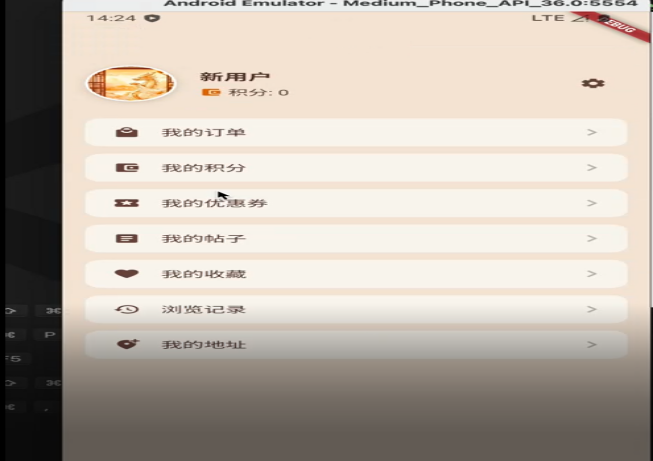 Android Emulator - Medium_Phone_API_36.0:5554
14:24
LTE
DEBUG
新用户
积分: 0
我的订单 >
我的积分 >
我的优惠券 >
我的帖子 >
我的收藏 >
浏览记录 >
我的地址 >
⌘
⌘ P
F5
⌘
⌘ ,